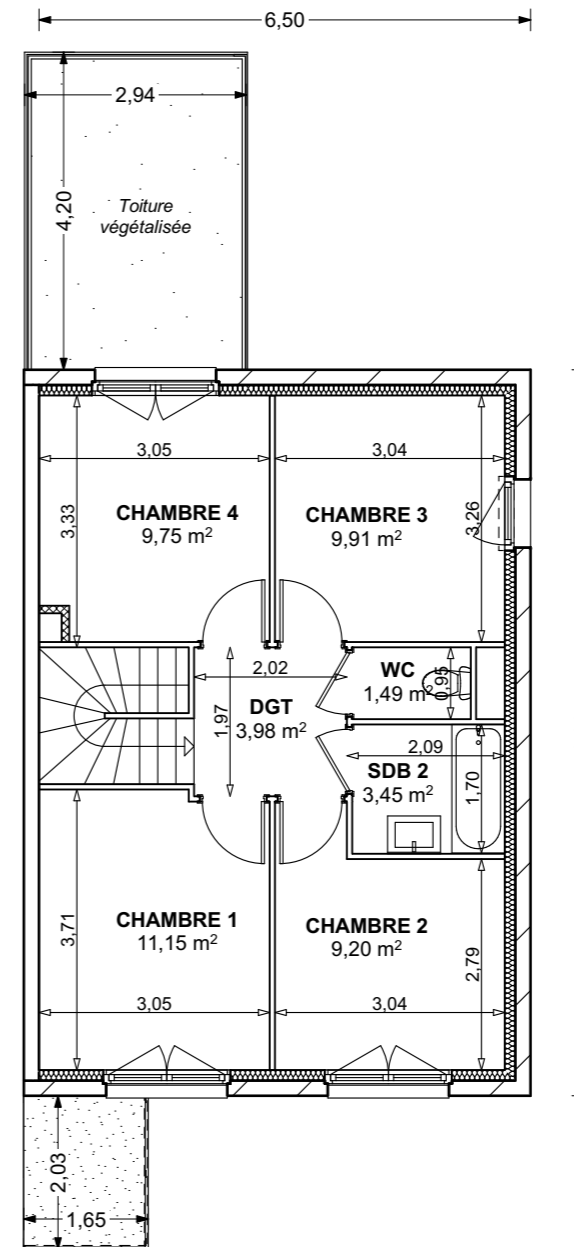 6,50
2,94
4,20
Toiture
végétalisée
3,05
3,04
3,33
CHAMBRE 4
9,75 m²
CHAMBRE 3
9,91 m²
3,26
2,02
WC
1,49 m²
0,95
1,97
DGT
3,98 m²
2,09
SDB 2
3,45 m²
1,70
3,71
CHAMBRE 1
11,15 m²
CHAMBRE 2
9,20 m²
2,79
3,05
3,04
2,03
1,65